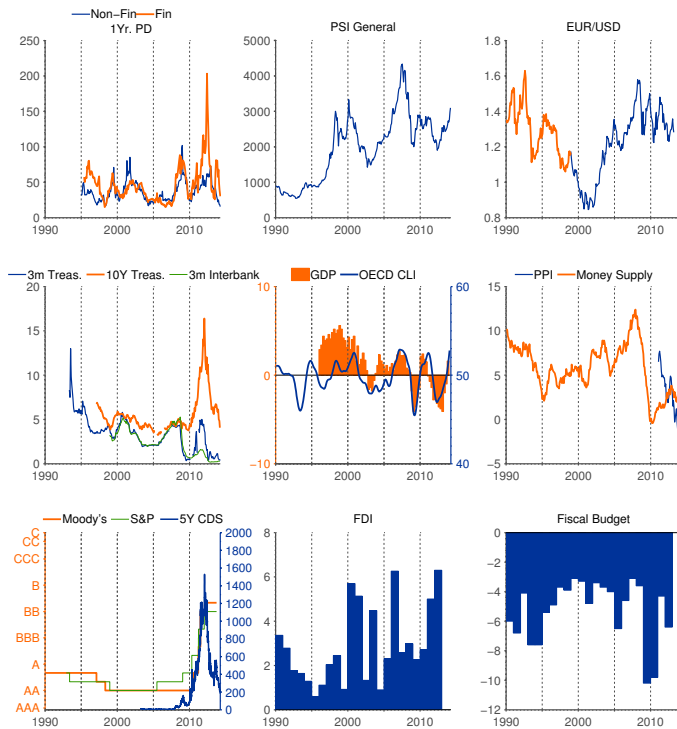 Non−Fin Fin
1Yr. PD
PSI General
EUR/USD
250
200
150
100
50
0
1990 2000 2010
5000
4000
3000
2000
1000
0
1990 2000 2010
1.8
1.6
1.4
1.2
1
0.8
1990 2000 2010
3m Treas. 10Y Treas. 3m Interbank
GDP OECD CLI
PPI Money Supply
20
15
10
5
0
1990 2000 2010
10
0
−10
60
50
40
1990 2000 2010
15
10
5
0
−5
1990 2000 2010
Moody's S&P 5Y CDS
FDI
Fiscal Budget
C
CC
CCC
B
BB
BBB
A
AA
AAA
2000
1800
1600
1400
1200
1000
800
600
400
200
0
1990 2000 2010
8
6
4
2
0
1990 2000 2010
0
−2
−4
−6
−8
−10
−12
1990 2000 2010